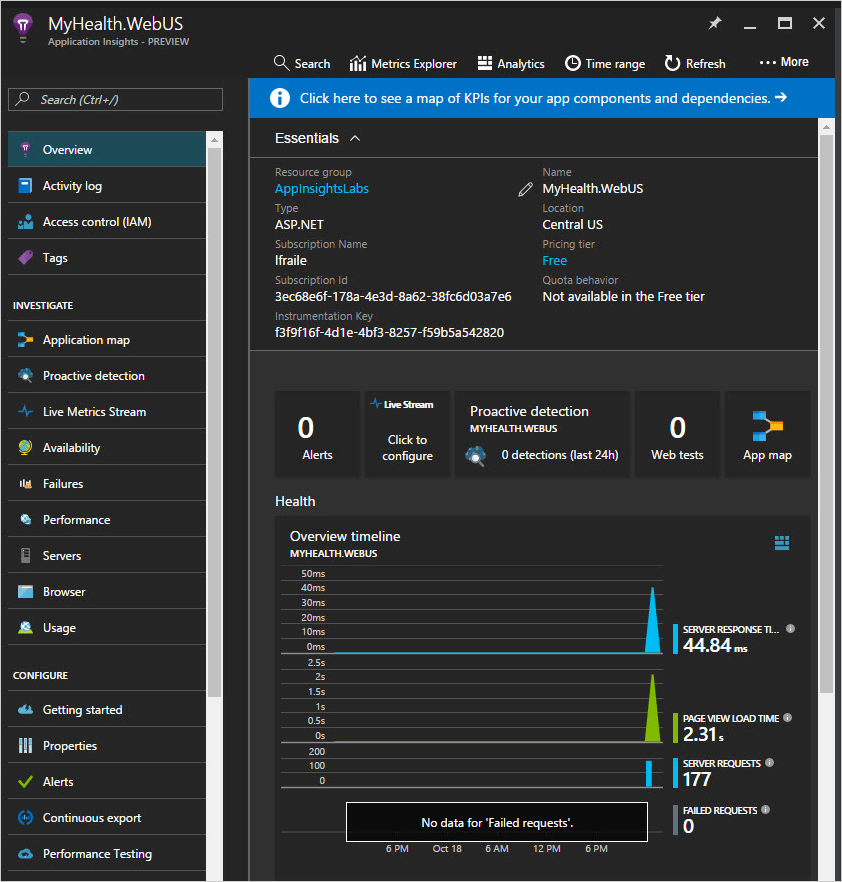 MyHealth.WebUS
Application Insights - PREVIEW
Search
Metrics Explorer
Analytics
Time range
Refresh
More
Search (Ctrl+/)
Overview
Activity log
Access control (IAM)
Tags
INVESTIGATE
Application map
Proactive detection
Live Metrics Stream
Availability
Failures
Performance
Servers
Browser
Usage
CONFIGURE
Getting started
Properties
Alerts
Continuous export
Performance Testing
Click here to see a map of KPIs for your app components and dependencies.
Essentials
Resource group
AppInsightsLabs
Type
ASP.NET
Subscription Name
lfraile
Subscription Id
3ec68e6f-178a-4e3d-8a62-38fc6d03a7e6
Instrumentation Key
f3f9f16f-4d1e-4bf3-8257-f59b5a542820
Name
MyHealth.WebUS
Location
Central US
Pricing tier
Free
Quota behavior
Not available in the Free tier
0
Alerts
Live Stream
Click to
configure
Proactive detection
MYHEALTH.WEBUS
0 detections (last 24h)
0
Web tests
App map
Health
Overview timeline
MYHEALTH.WEBUS
50ms
40ms
30ms
20ms
10ms
0ms
SERVER RESPONSE TI...
44.84 ms
2.5s
2s
1.5s
1s
0.5s
0s
PAGE VIEW LOAD TIME
2.31 s
200
100
0
SERVER REQUESTS
177
FAILED REQUESTS
0
No data for 'Failed requests'.
6 PM
Oct 18
6 AM
12 PM
6 PM